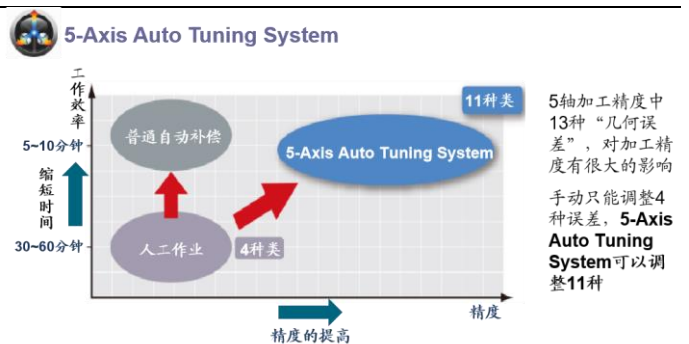 5-Axis Auto Tuning System
工作效率
11种类
普通自动补偿
5~10分钟
5-Axis Auto Tuning System
缩短时间
人工作业
4种类
30~60分钟
精度
精度的提高
5轴加工精度中
13种“几何误
差”，对加工精
度有很大的影响
手动只能调整4
种误差，5-Axis
Auto Tuning
System可以调
整11种